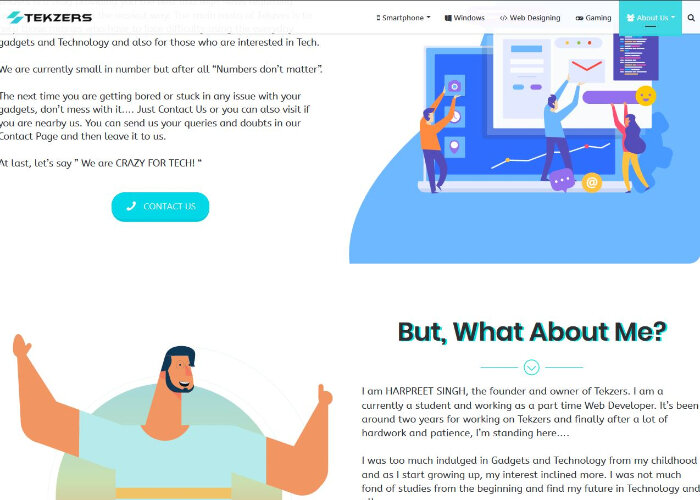 TEKZERS
Smartphone
Windows
Web Designing
Gaming
About Us
gadgets and Technology and also for those who are interested in Tech.
We are currently small in number but after all “Numbers don’t matter”.
The next time you are getting bored or stuck in any issue with your
gadgets, don’t mess with it…. Just Contact Us or you can also visit if
you are nearby us. You can send us your queries and doubts in our
Contact Page and then leave it to us.
At last, let’s say ” We are CRAZY FOR TECH! “
CONTACT US
But, What About Me?
I am HARPREET SINGH, the founder and owner of Tekzers. I am a
currently a student and working as a part time Web Developer. It’s been
around two years for working on Tekzers and finally after a lot of
hardwork and patience, I’m standing here….
I was too much indulged in Gadgets and Technology from my childhood
and as I start growing up, my interest inclined more. I was not much
fond of studies from the beginning and find my future in Technology and